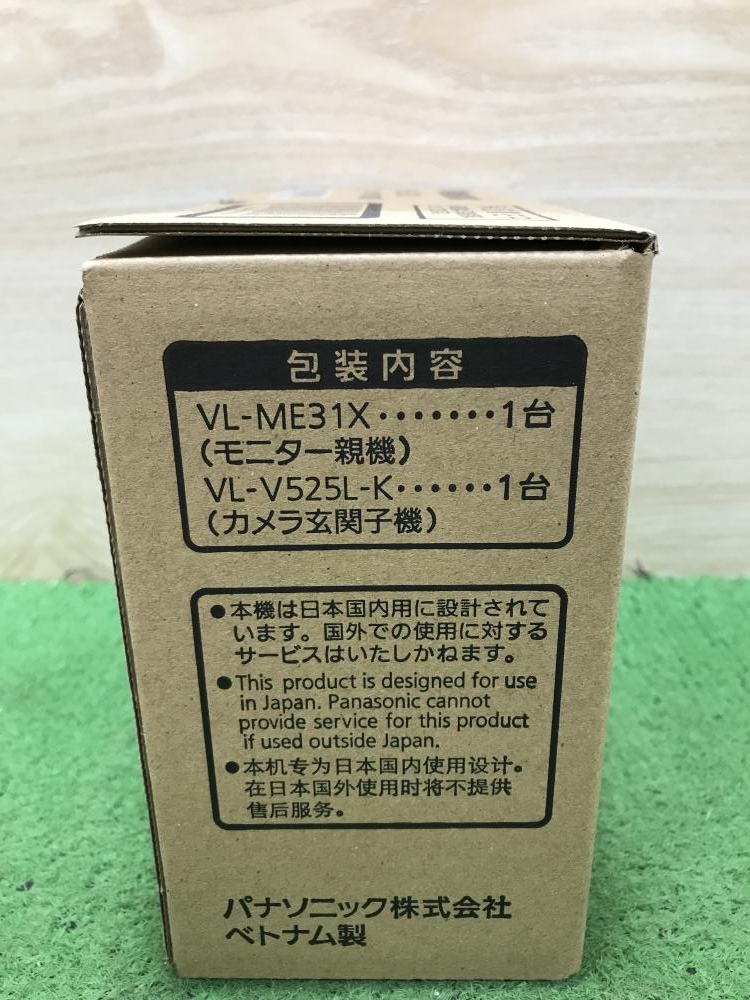 包装内容
VL-ME31X・・・・・・・1台
(モニター親機)
VL-V525L-K・・・・・・1台
(カメラ玄関子機)
●本機は日本国内用に設計されて
います。国外での使用に対する
サービスはいたしかねます。
●This product is designed for use
in Japan. Panasonic cannot
provide service for this product
if used outside Japan.
●本机专为日本国内使用设计。
在日本国外使用时将不提供
售后服务。
パナソニック株式会社
ベトナム製